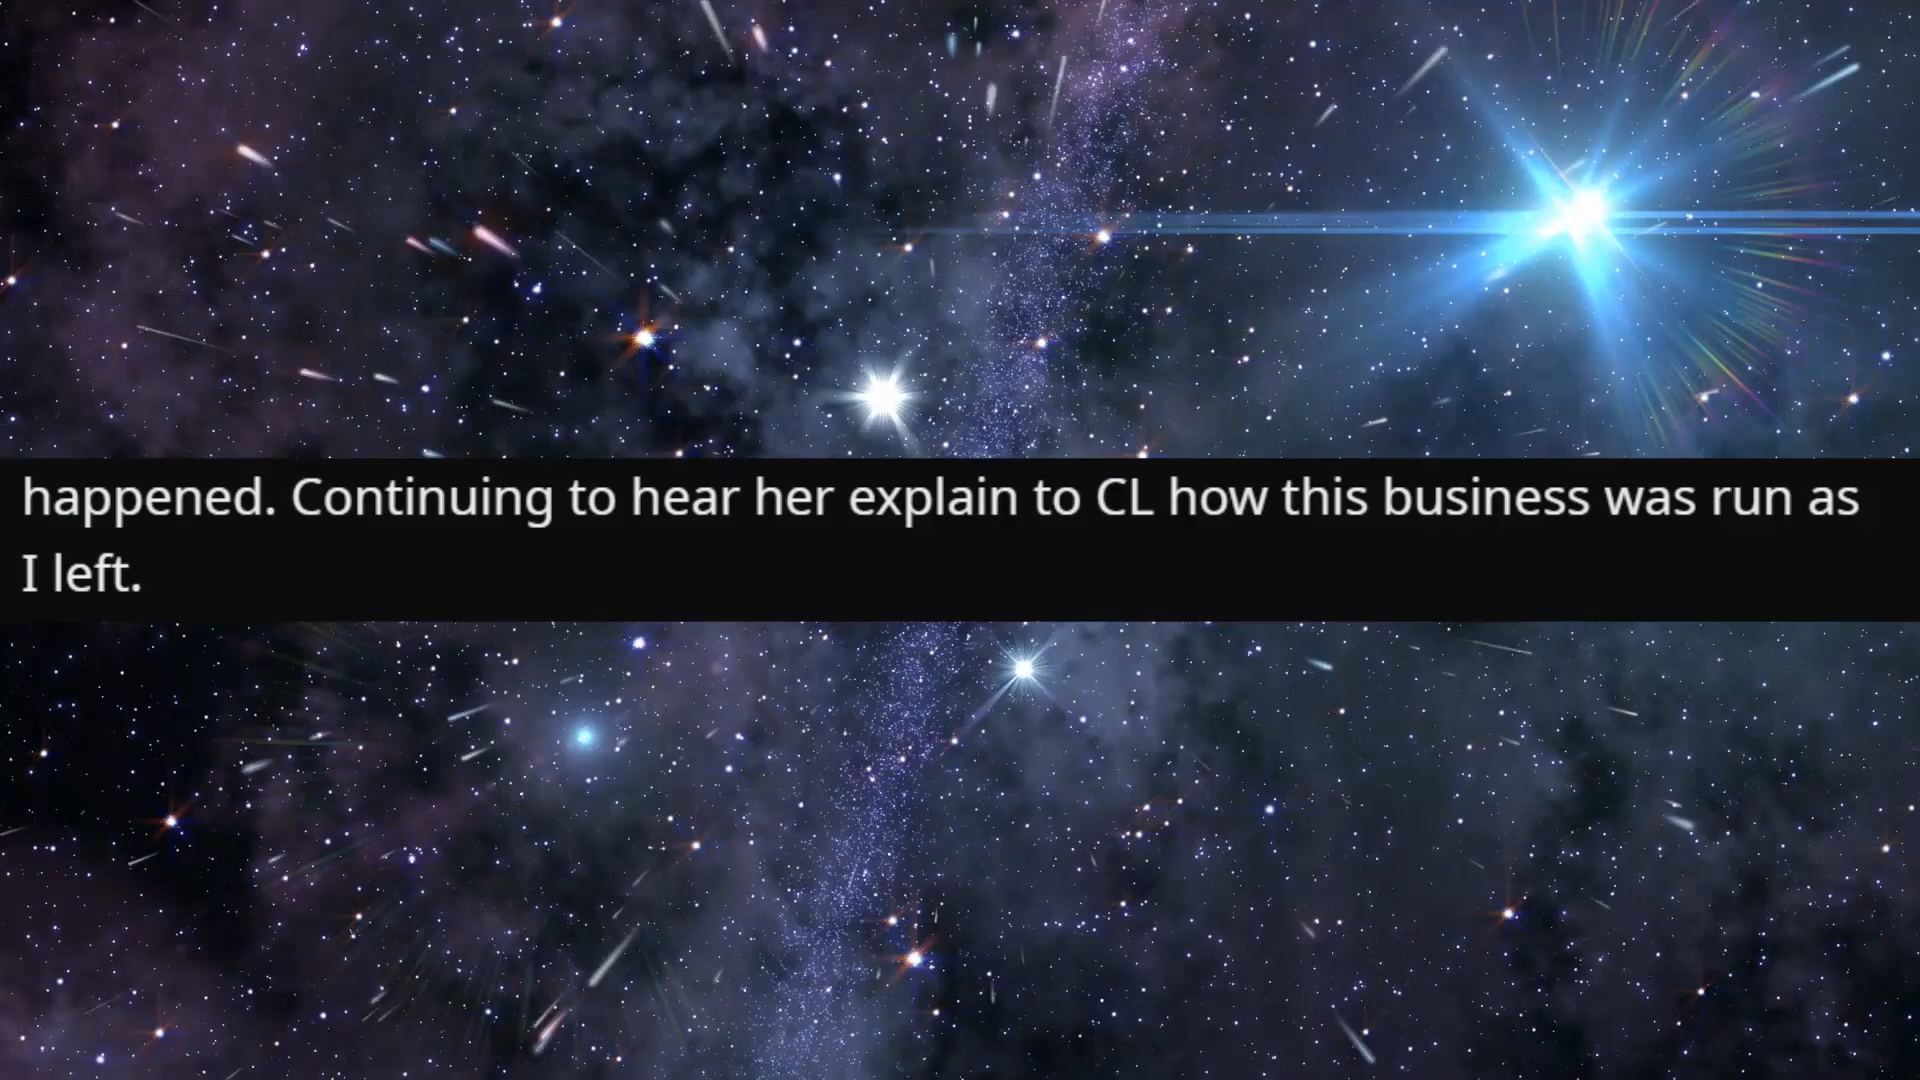 happened. Continuing to hear her explain to CL how this business was run as
I left.